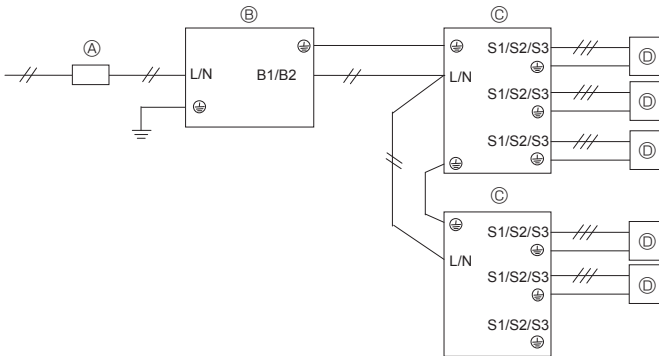 Ⓐ
Ⓑ
L/N
B1/B2
Ⓒ
L/N
S1/S2/S3
S1/S2/S3
S1/S2/S3
Ⓓ
Ⓓ
Ⓓ
Ⓒ
L/N
S1/S2/S3
S1/S2/S3
S1/S2/S3
Ⓓ
Ⓓ